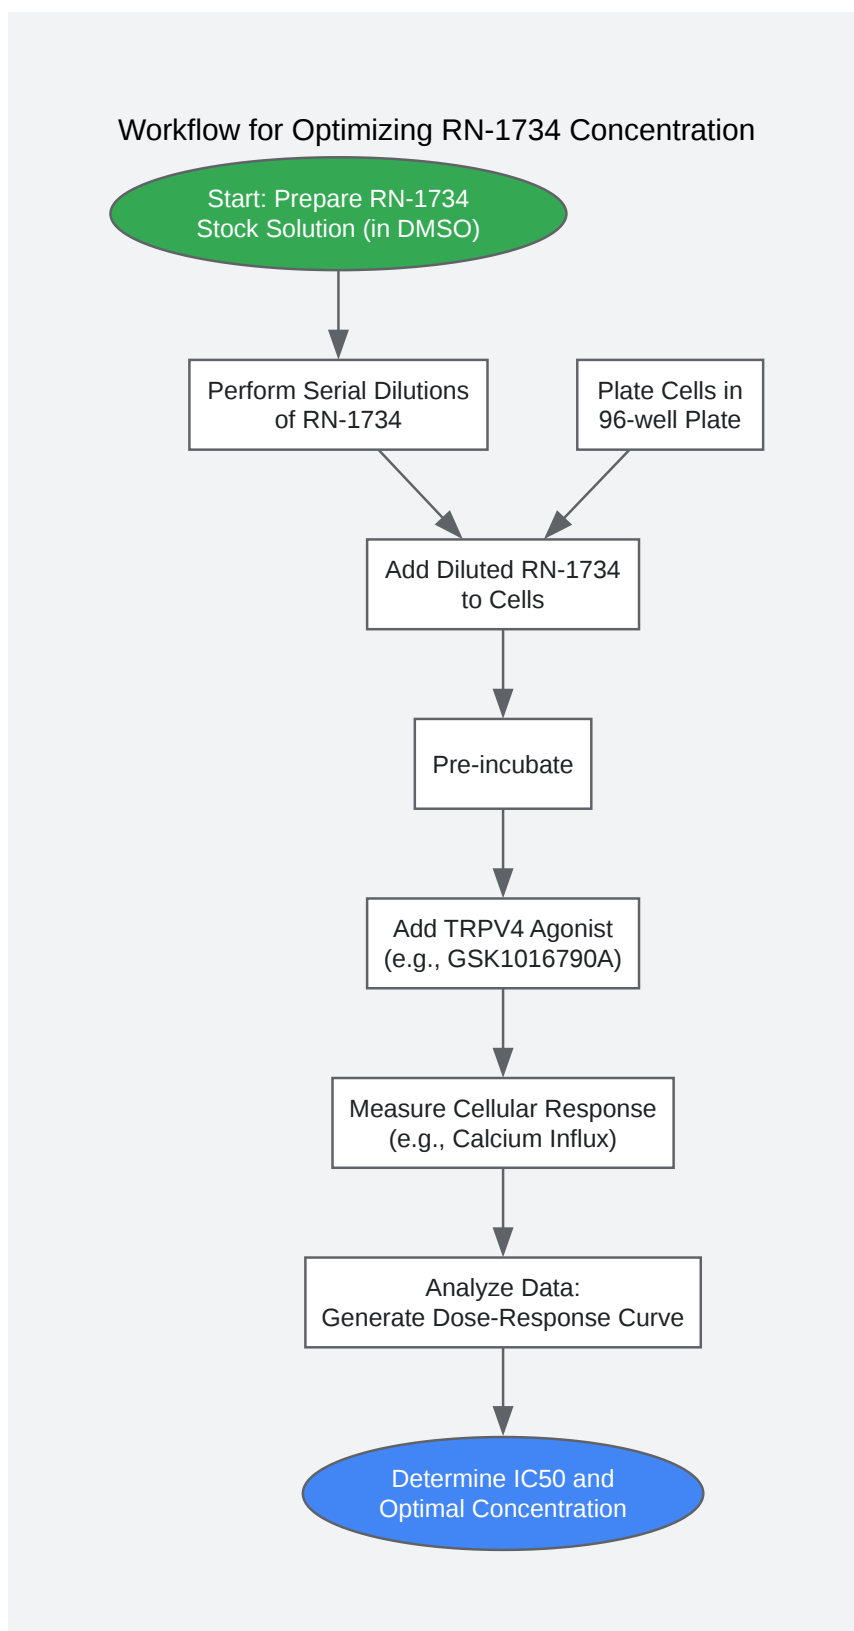 Workflow for Optimizing RN-1734 Concentration
Start: Prepare RN-1734
Stock Solution (in DMSO)
Perform Serial Dilutions
of RN-1734
Plate Cells in
96-well Plate
Add Diluted RN-1734
to Cells
Pre-incubate
Add TRPV4 Agonist
(e.g., GSK1016790A)
Measure Cellular Response
(e.g., Calcium Influx)
Analyze Data:
Generate Dose-Response Curve
Determine IC50 and
Optimal Concentration